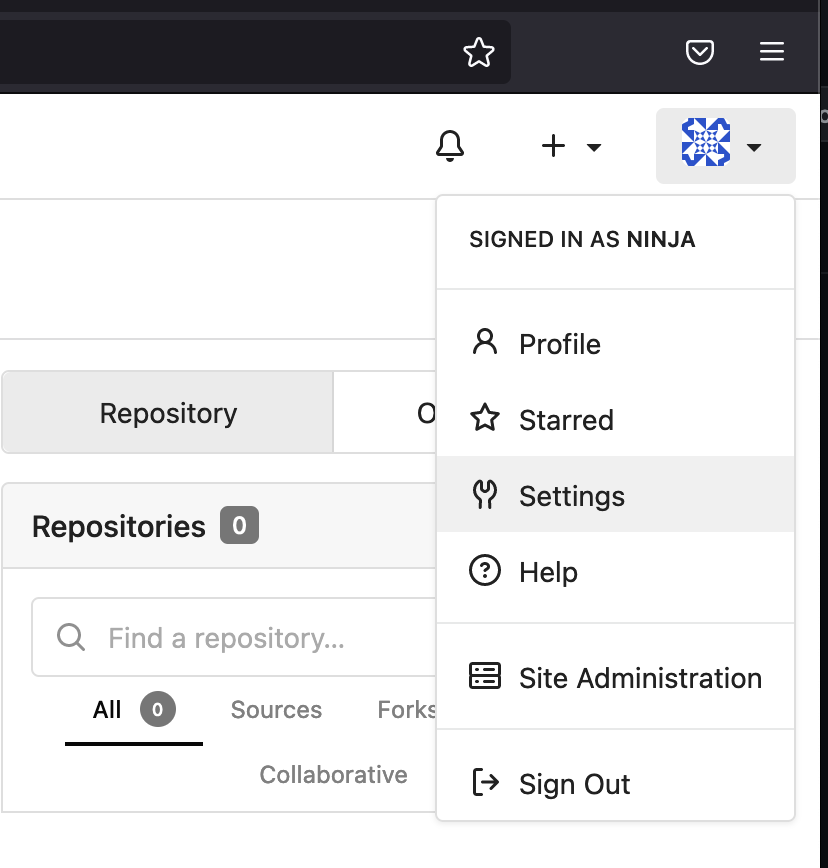 SIGNED IN AS NINJA
Profile
Starred
Settings
Help
Site Administration
Sign Out
Repository
Repositories 0
Find a repository...
All 0 Sources Forks
Collaborative